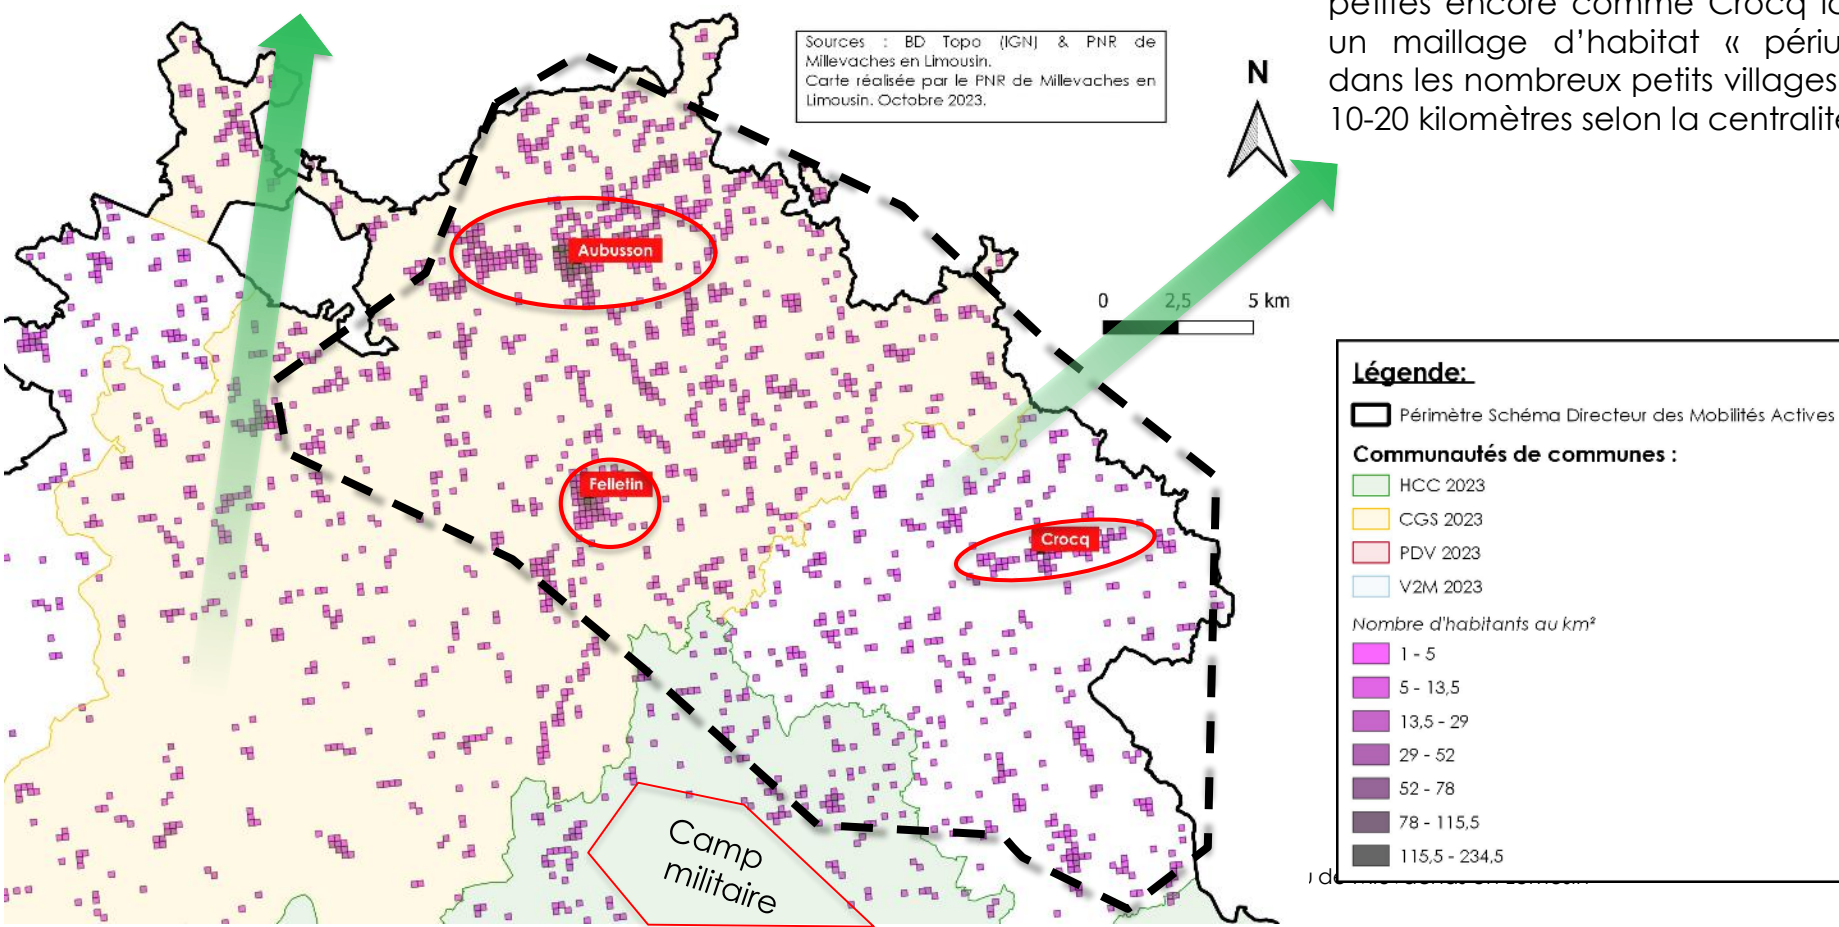 petites encore comme Crocq
un maillage d’habitat «
dans les nombreux petits villages
10-20 kilomètres selon la
Sources : BD Topo (IGN) & PNR de
Millevaches en Limousin.
Carte réalisée par le PNR de Millevaches en
Limousin. Octobre 2023.
N
Aubusson
0 2,5 5 km
Felletin
Crocq
Camp
militaire
Légende:
Périmètre Schéma Directeur des Mobilités Actives
Communautés de communes :
HCC 2023
CGS 2023
PDV 2023
V2M 2023
Nombre d'habitants au km²
1 - 5
5 - 13,5
13,5 - 29
29 - 52
52 - 78
78 - 115,5
115,5 - 234,5